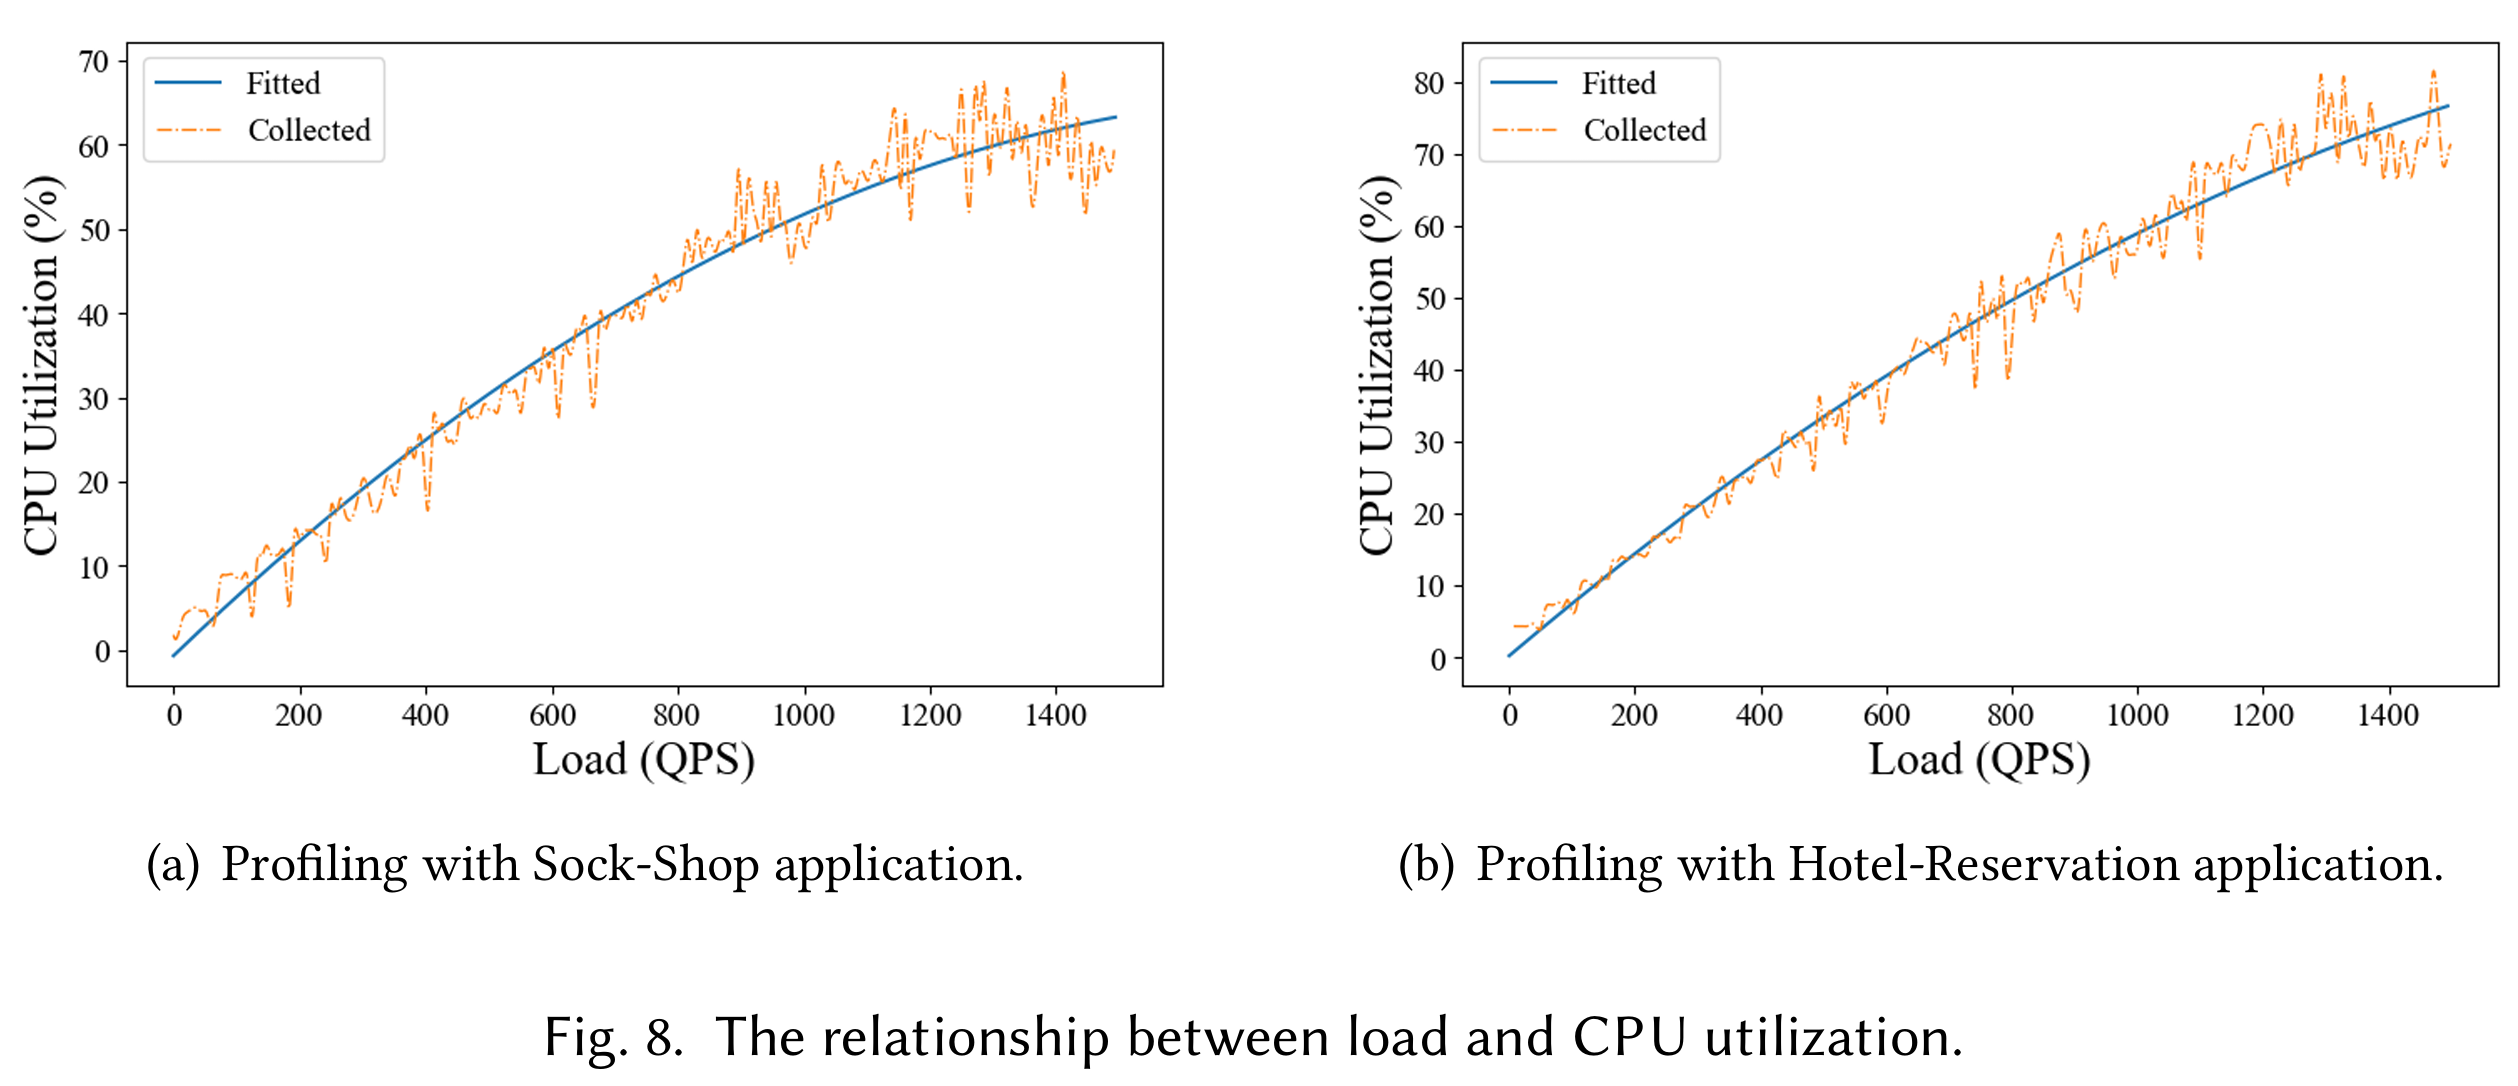 70
60
50
40
30
20
10
0
CPU Utilization (%)
Fitted
Collected
0 200 400 600 800 1000 1200 1400
Load (QPS)
(a) Profiling with Sock-Shop application.
80
70
60
50
40
30
20
10
0
CPU Utilization (%)
Fitted
Collected
0 200 400 600 800 1000 1200 1400
Load (QPS)
(b) Profiling with Hotel-Reservation application.
Fig. 8. The relationship between load and CPU utilization.